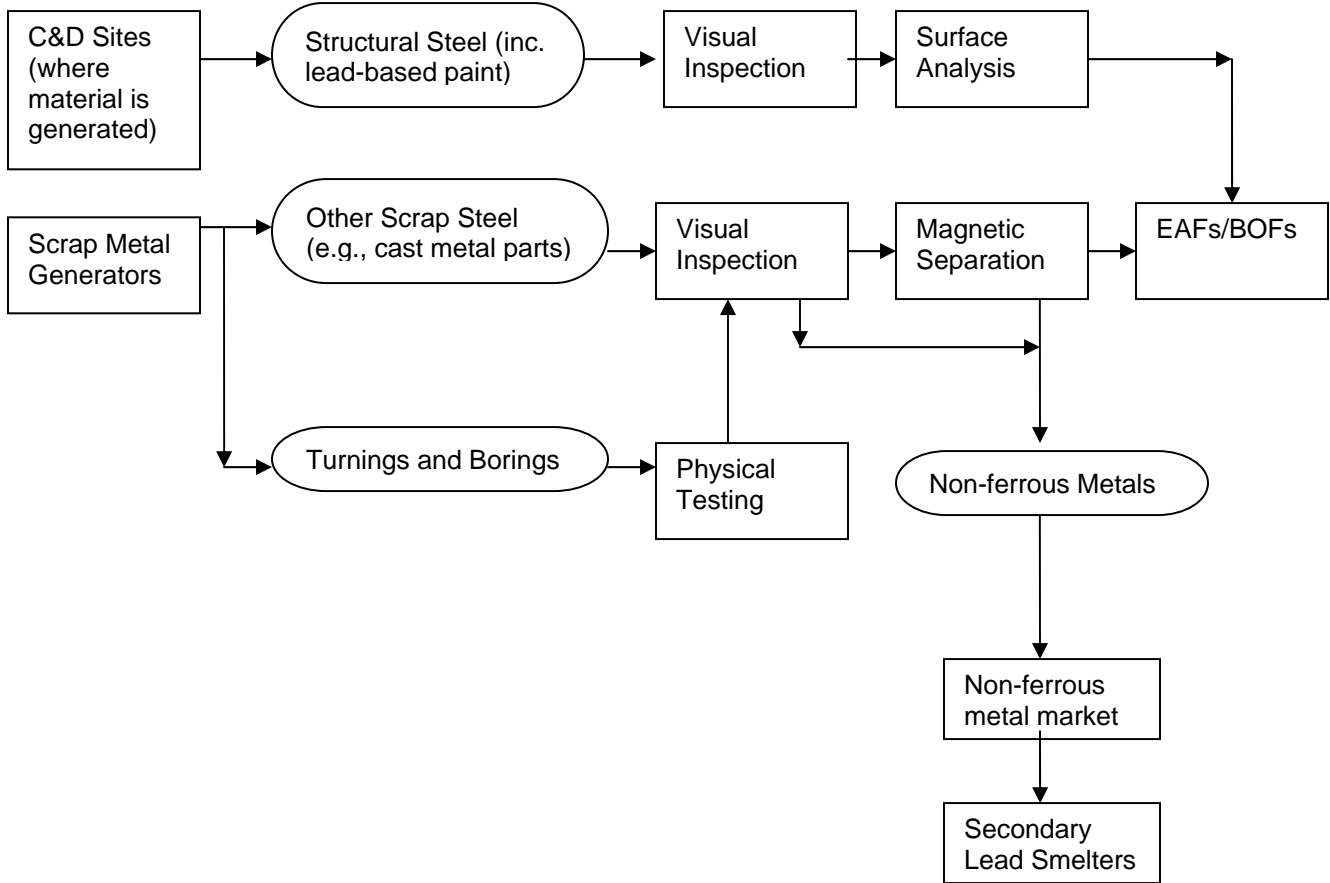 C&D Sites
(where
material is
generated)
Structural Steel (inc.
lead-based paint)
Visual
Inspection
Surface
Analysis
Scrap Metal
Generators
Other Scrap Steel
(e.g., cast metal parts)
Visual
Inspection
Magnetic
Separation
EAFs/BOFs
Turnings and Borings
Physical
Testing
Non-ferrous Metals
Non-ferrous
metal market
Secondary
Lead Smelters